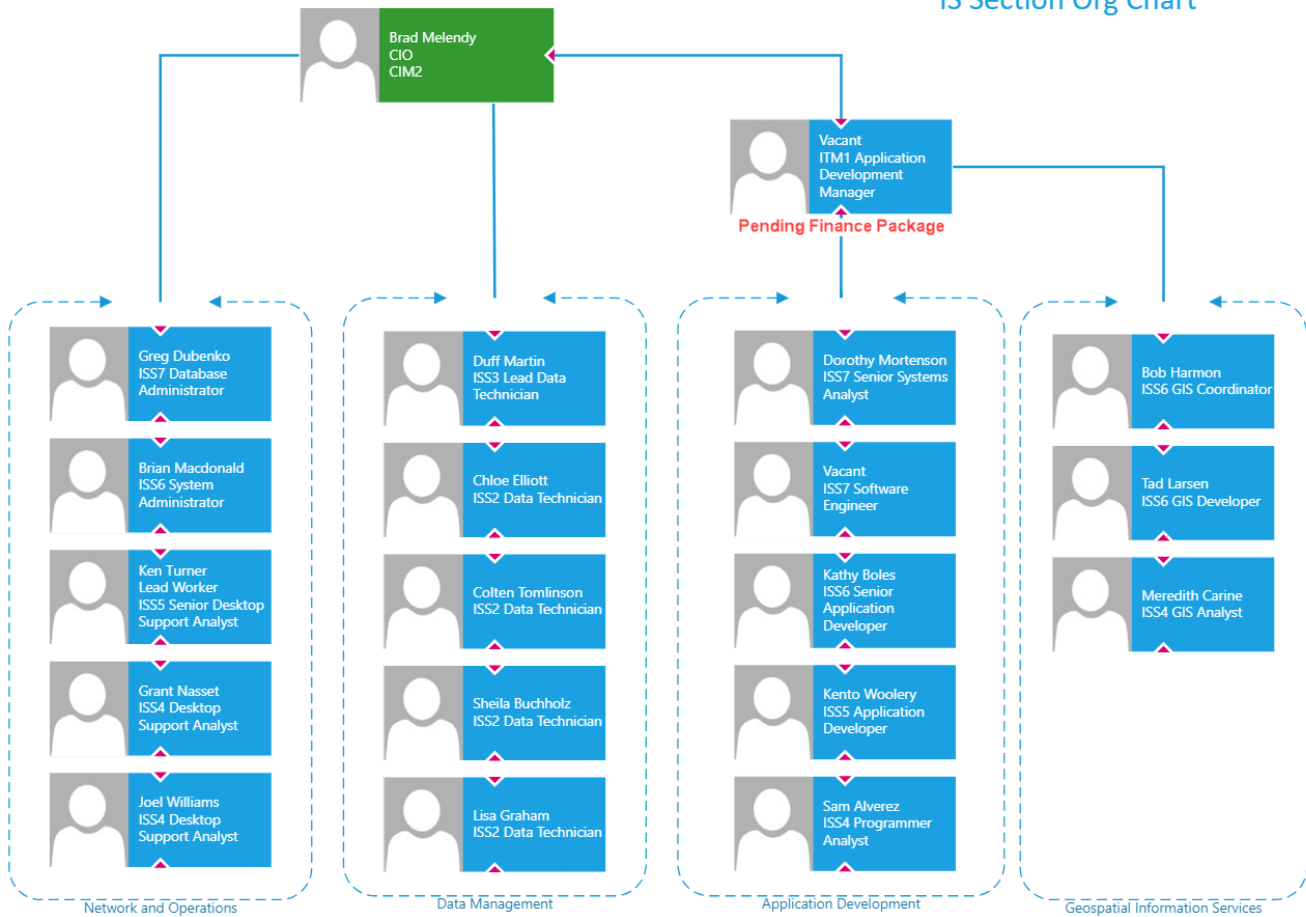 IS Section Org Chart
Brad Melendy
CIO
CIM2
Vacant
ITM1 Application
Development
Manager
Pending Finance Package
Greg Dubenko
ISS7 Database
Administrator
Brian Macdonald
ISS6 System
Administrator
Ken Turner
Lead Worker
ISS5 Senior Desktop
Support Analyst
Grant Nasset
ISS4 Desktop
Support Analyst
Joel Williams
ISS4 Desktop
Support Analyst
Network and Operations
Duff Martin
ISS3 Lead Data
Technician
Chloe Elliott
ISS2 Data Technician
Colten Tomlinson
ISS2 Data Technician
Sheila Buchholz
ISS2 Data Technician
Lisa Graham
ISS2 Data Technician
Data Management
Dorothy Mortenson
ISS7 Senior Systems
Analyst
Vacant
ISS7 Software
Engineer
Kathy Boles
ISS6 Senior
Application
Developer
Kento Woolery
ISS5 Application
Developer
Sam Alverez
ISS4 Programmer
Analyst
Application Development
Bob Harmon
ISS6 GIS Coordinator
Tad Larsen
ISS6 GIS Developer
Meredith Carine
ISS4 GIS Analyst
Geospatial Information Services